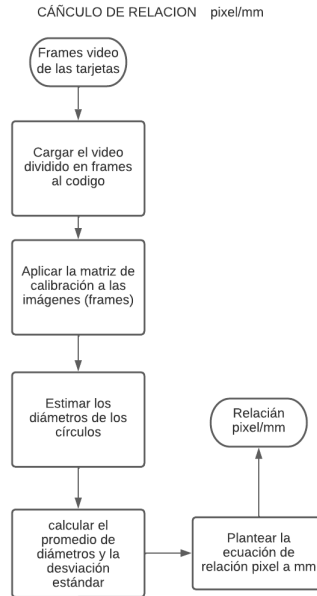 CÁÑCULO DE RELACION pixel/mm
Frames video
de las tarjetas
Cargar el video
dividido en frames
al codigo
Aplicar la matriz de
calibración a las
imágenes (frames)
Estimar los
diámetros de los
círculos
calcular el
promedio de
diámetros y la
desviación
estándar
Plantear la
ecuación de
relación pixel a mm
Relacián
pixel/mm